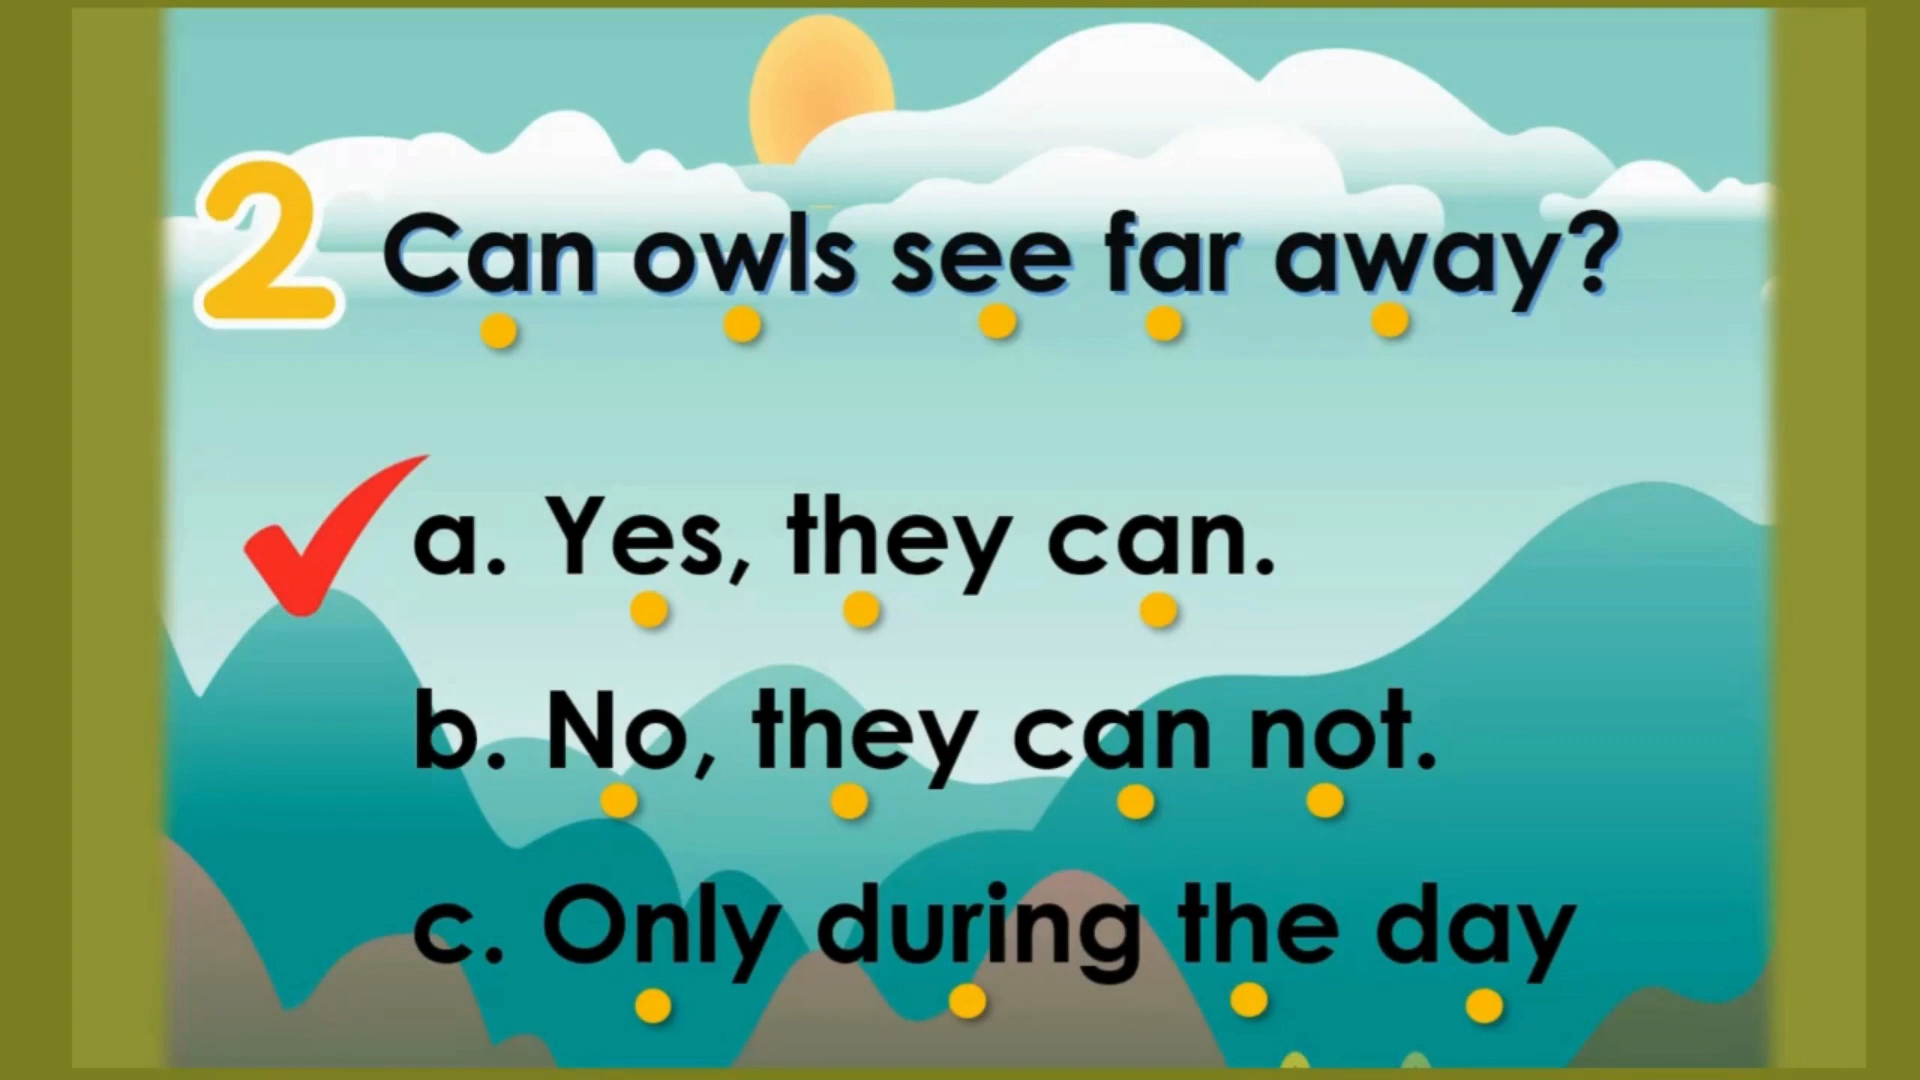 2 Can owls see far away?
a. Yes, they can.
b. No, they can not.
c. Only during the day